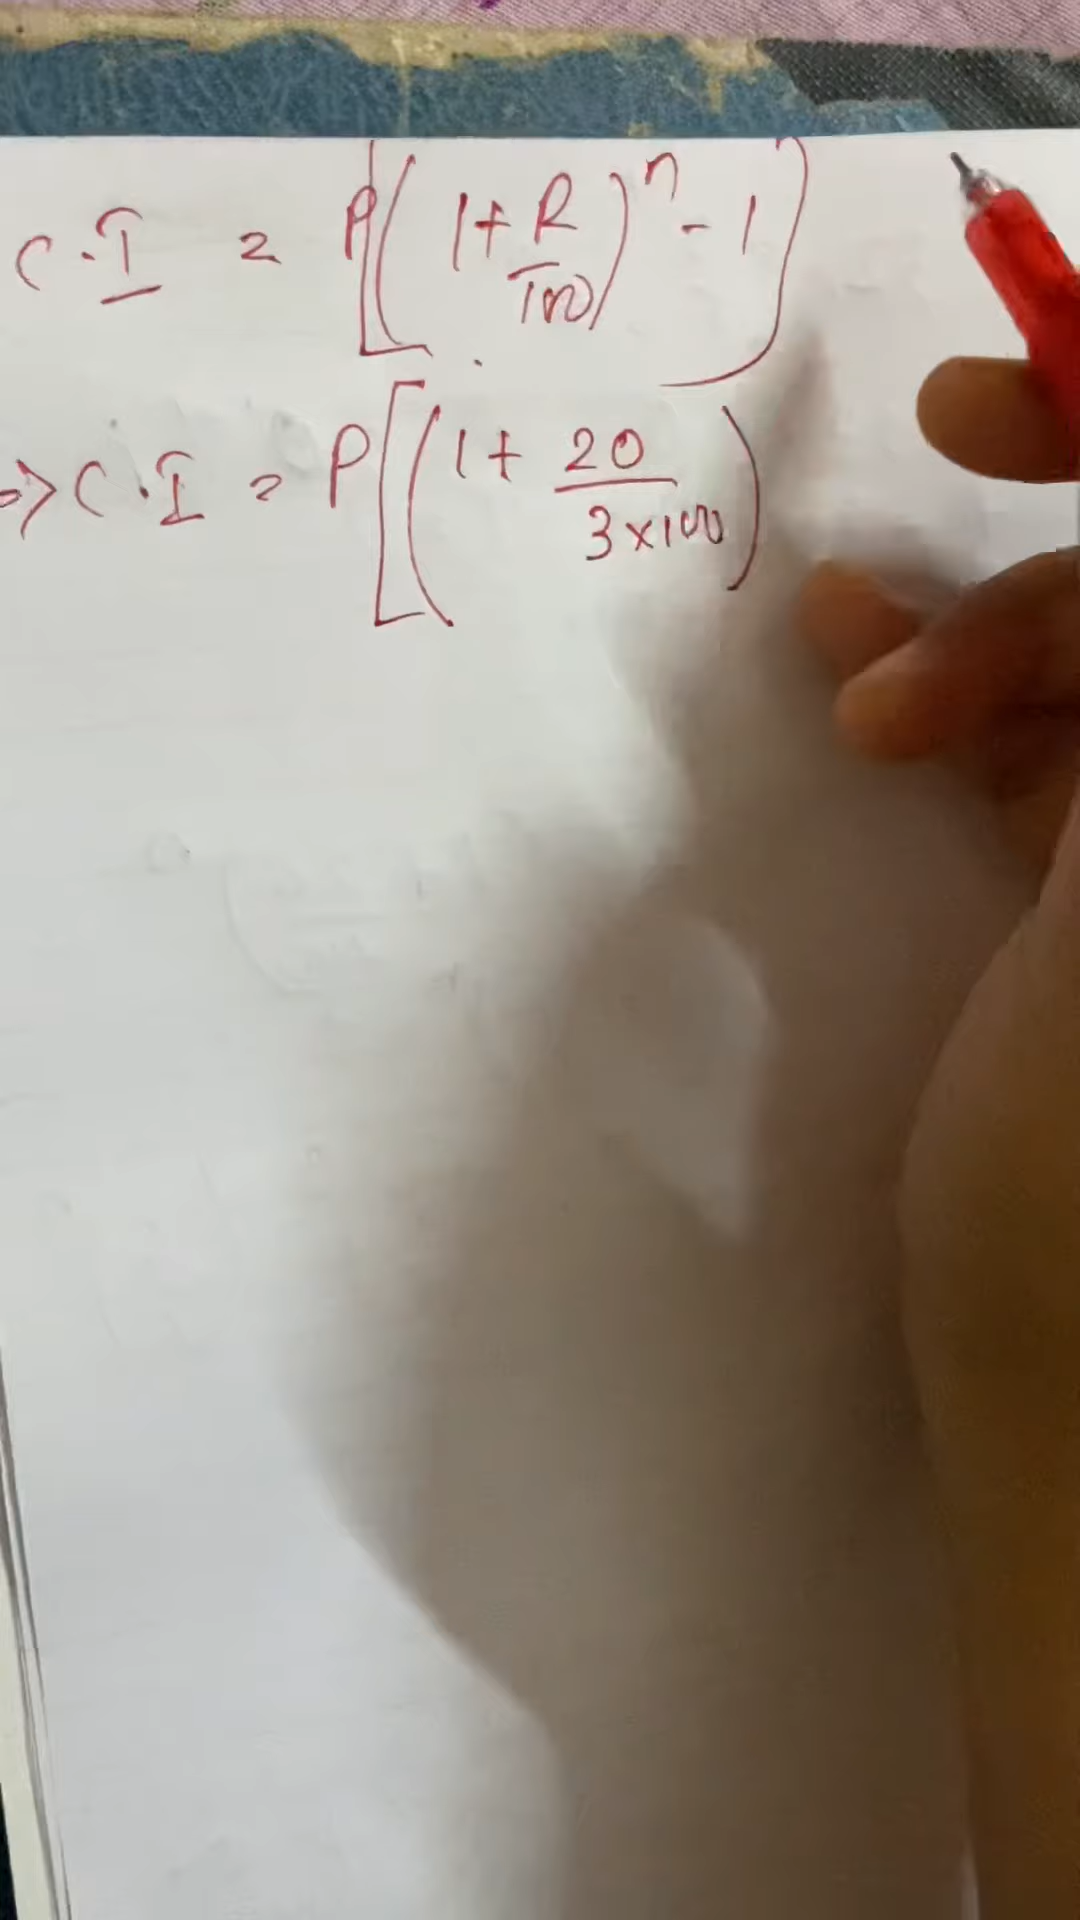 C.I = P[(1+R/100)^n - 1]
=> C.I = P[(1+ 20/3×100)